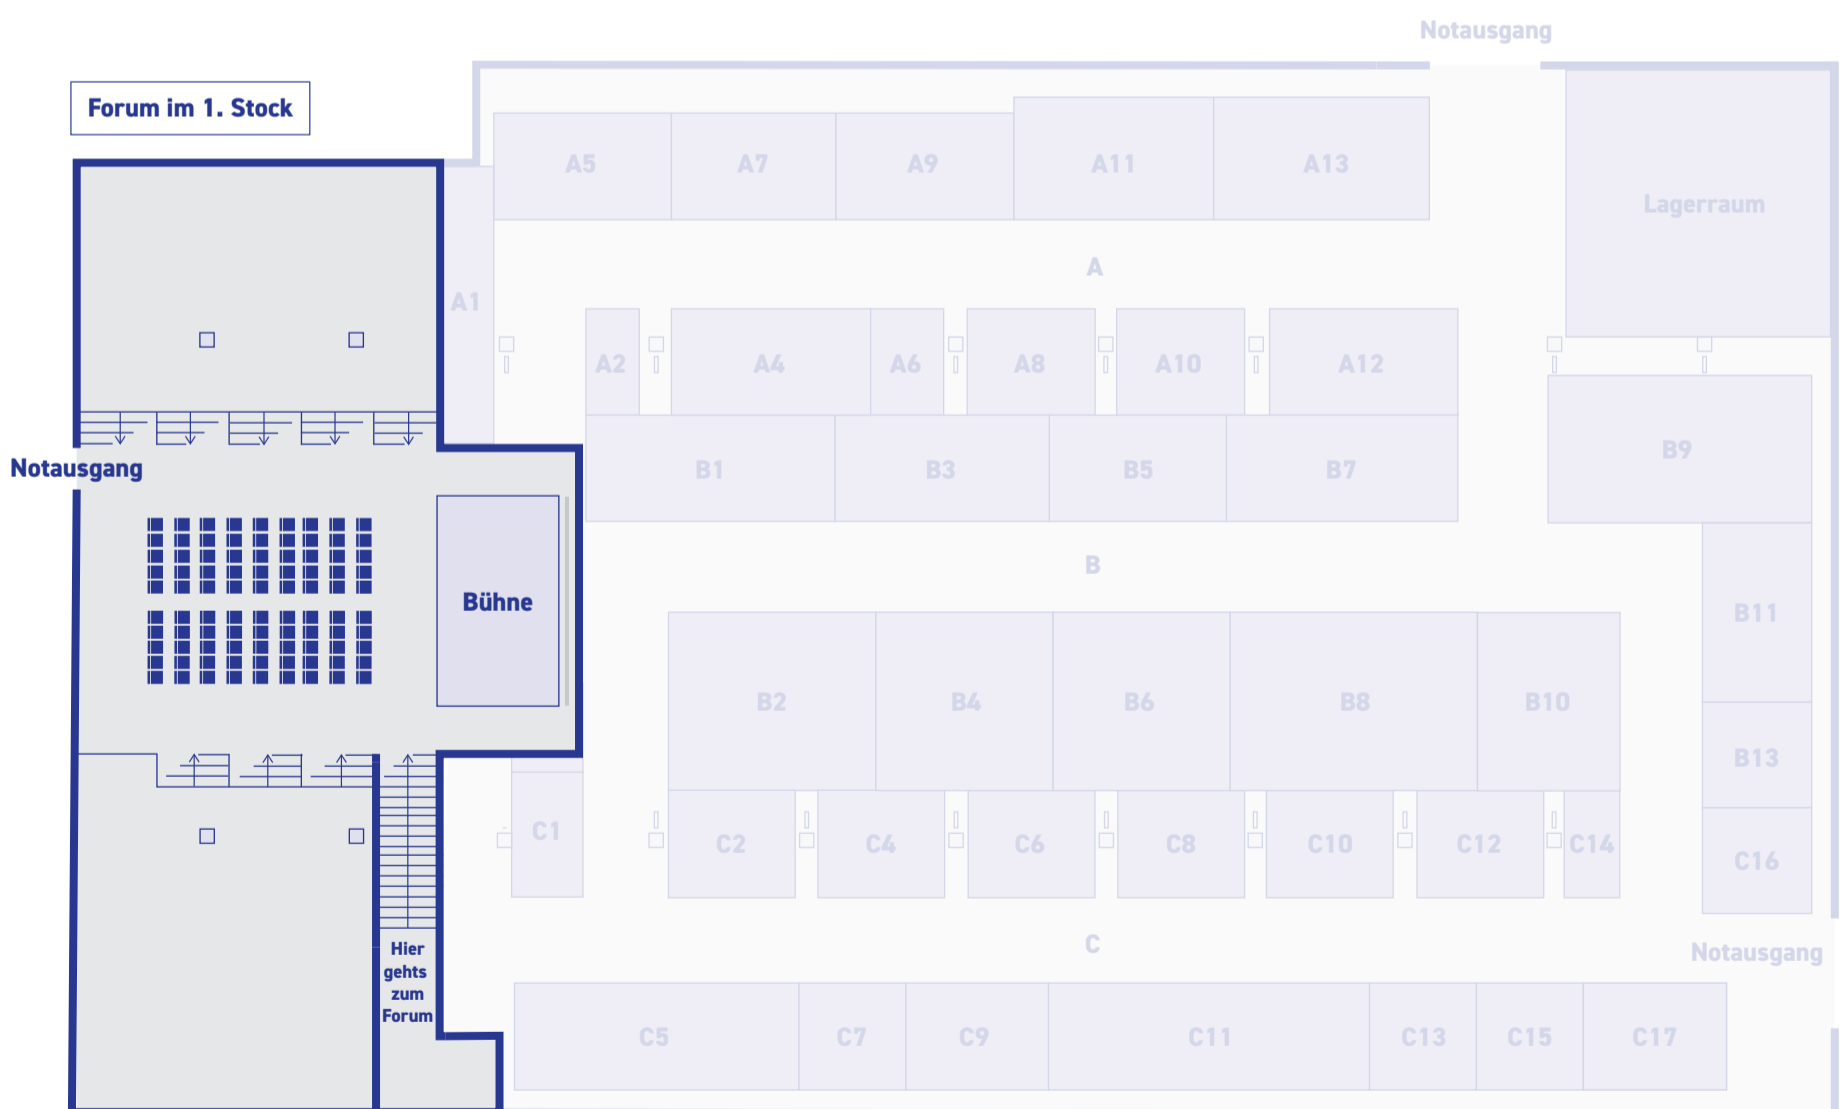 Notausgang
Forum im 1. Stock
A5
A7
A9
A11
A13
Lagerraum
A
A1
A2
A4
A6
A8
A10
A12
B1
B3
B5
B7
B9
Notausgang
B
Bühne
B11
B2
B4
B6
B8
B10
B13
C1
C2
C4
C6
C8
C10
C12
C14
C16
C
Hier
gehts
zum
Forum
Notausgang
C5
C7
C9
C11
C13
C15
C17